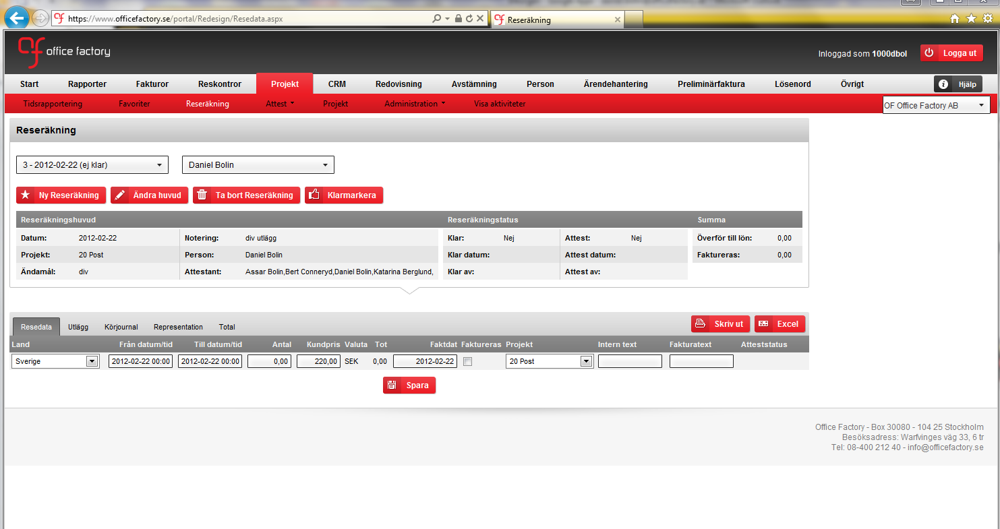 https://www.officefactory.se/portal/Redesign/Resedata.aspx
Reseräkning
office factory
Inloggad som 1000dbol
Logga ut
Start Rapporter Fakturor Reskontror Projekt CRM Redovisning Avstämning Person Ärendehantering Preliminärfaktura Lösenord Övrigt Hjälp
Tidsrapportering Favoriter Reseräkning Attest Projekt Administration Visa aktiviteter
OF Office Factory AB
Reseräkning
3 - 2012-02-22 (ej klar) Daniel Bolin
Ny Reseräkning Ändra huvud Ta bort Reseräkning Klarmarkera
Reseräkningshuvud Reseräkningstatus Summa
Datum: 2012-02-22 Notering: div utlägg Klar: Nej Attest: Nej Överför till lön: 0,00
Projekt: 20 Post Person: Daniel Bolin Klar datum: Attest datum: Faktureras: 0,00
Ändamål: div Attestant: Assar Bolin,Bert Conneryd,Daniel Bolin,Katarina Berglund, Klar av: Attest av:
Resedata Utlägg Körjournal Representation Total Skriv ut Excel
Land Från datum/tid Till datum/tid Antal Kundpris Valuta Tot Faktdat Faktureras Projekt Intern text Fakturatext Atteststatus
Sverige 2012-02-22 00:00 2012-02-22 00:00 0,00 220,00 SEK 0,00 2012-02-22 20 Post
Spara
Office Factory - Box 30080 - 104 25 Stockholm
Besöksadress: Warfvinges väg 33, 6 tr
Tel: 08-400 212 40 - info@officefactory.se